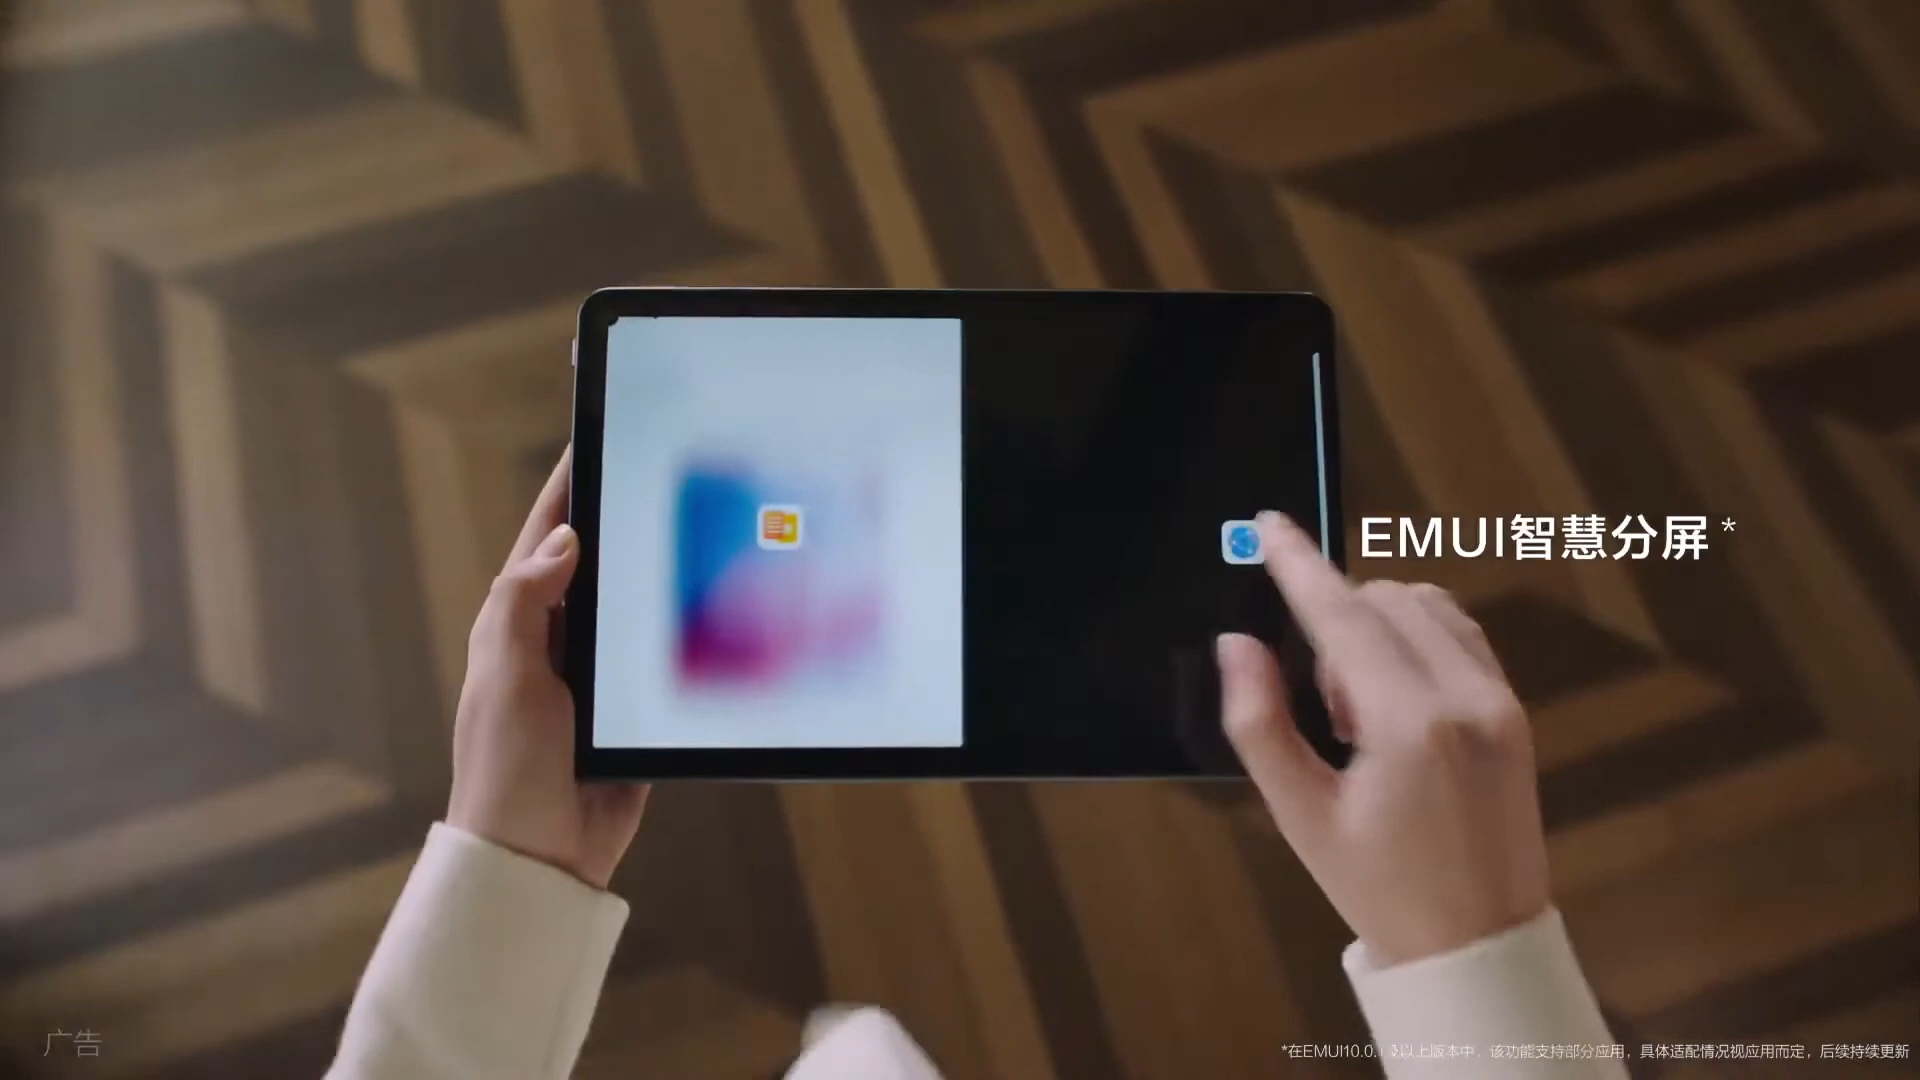 EMUI智慧分屏*
广告
*在EMUI10.0.1及以上版本中，该功能支持部分应用，具体适配情况视应用而定，后续持续更新